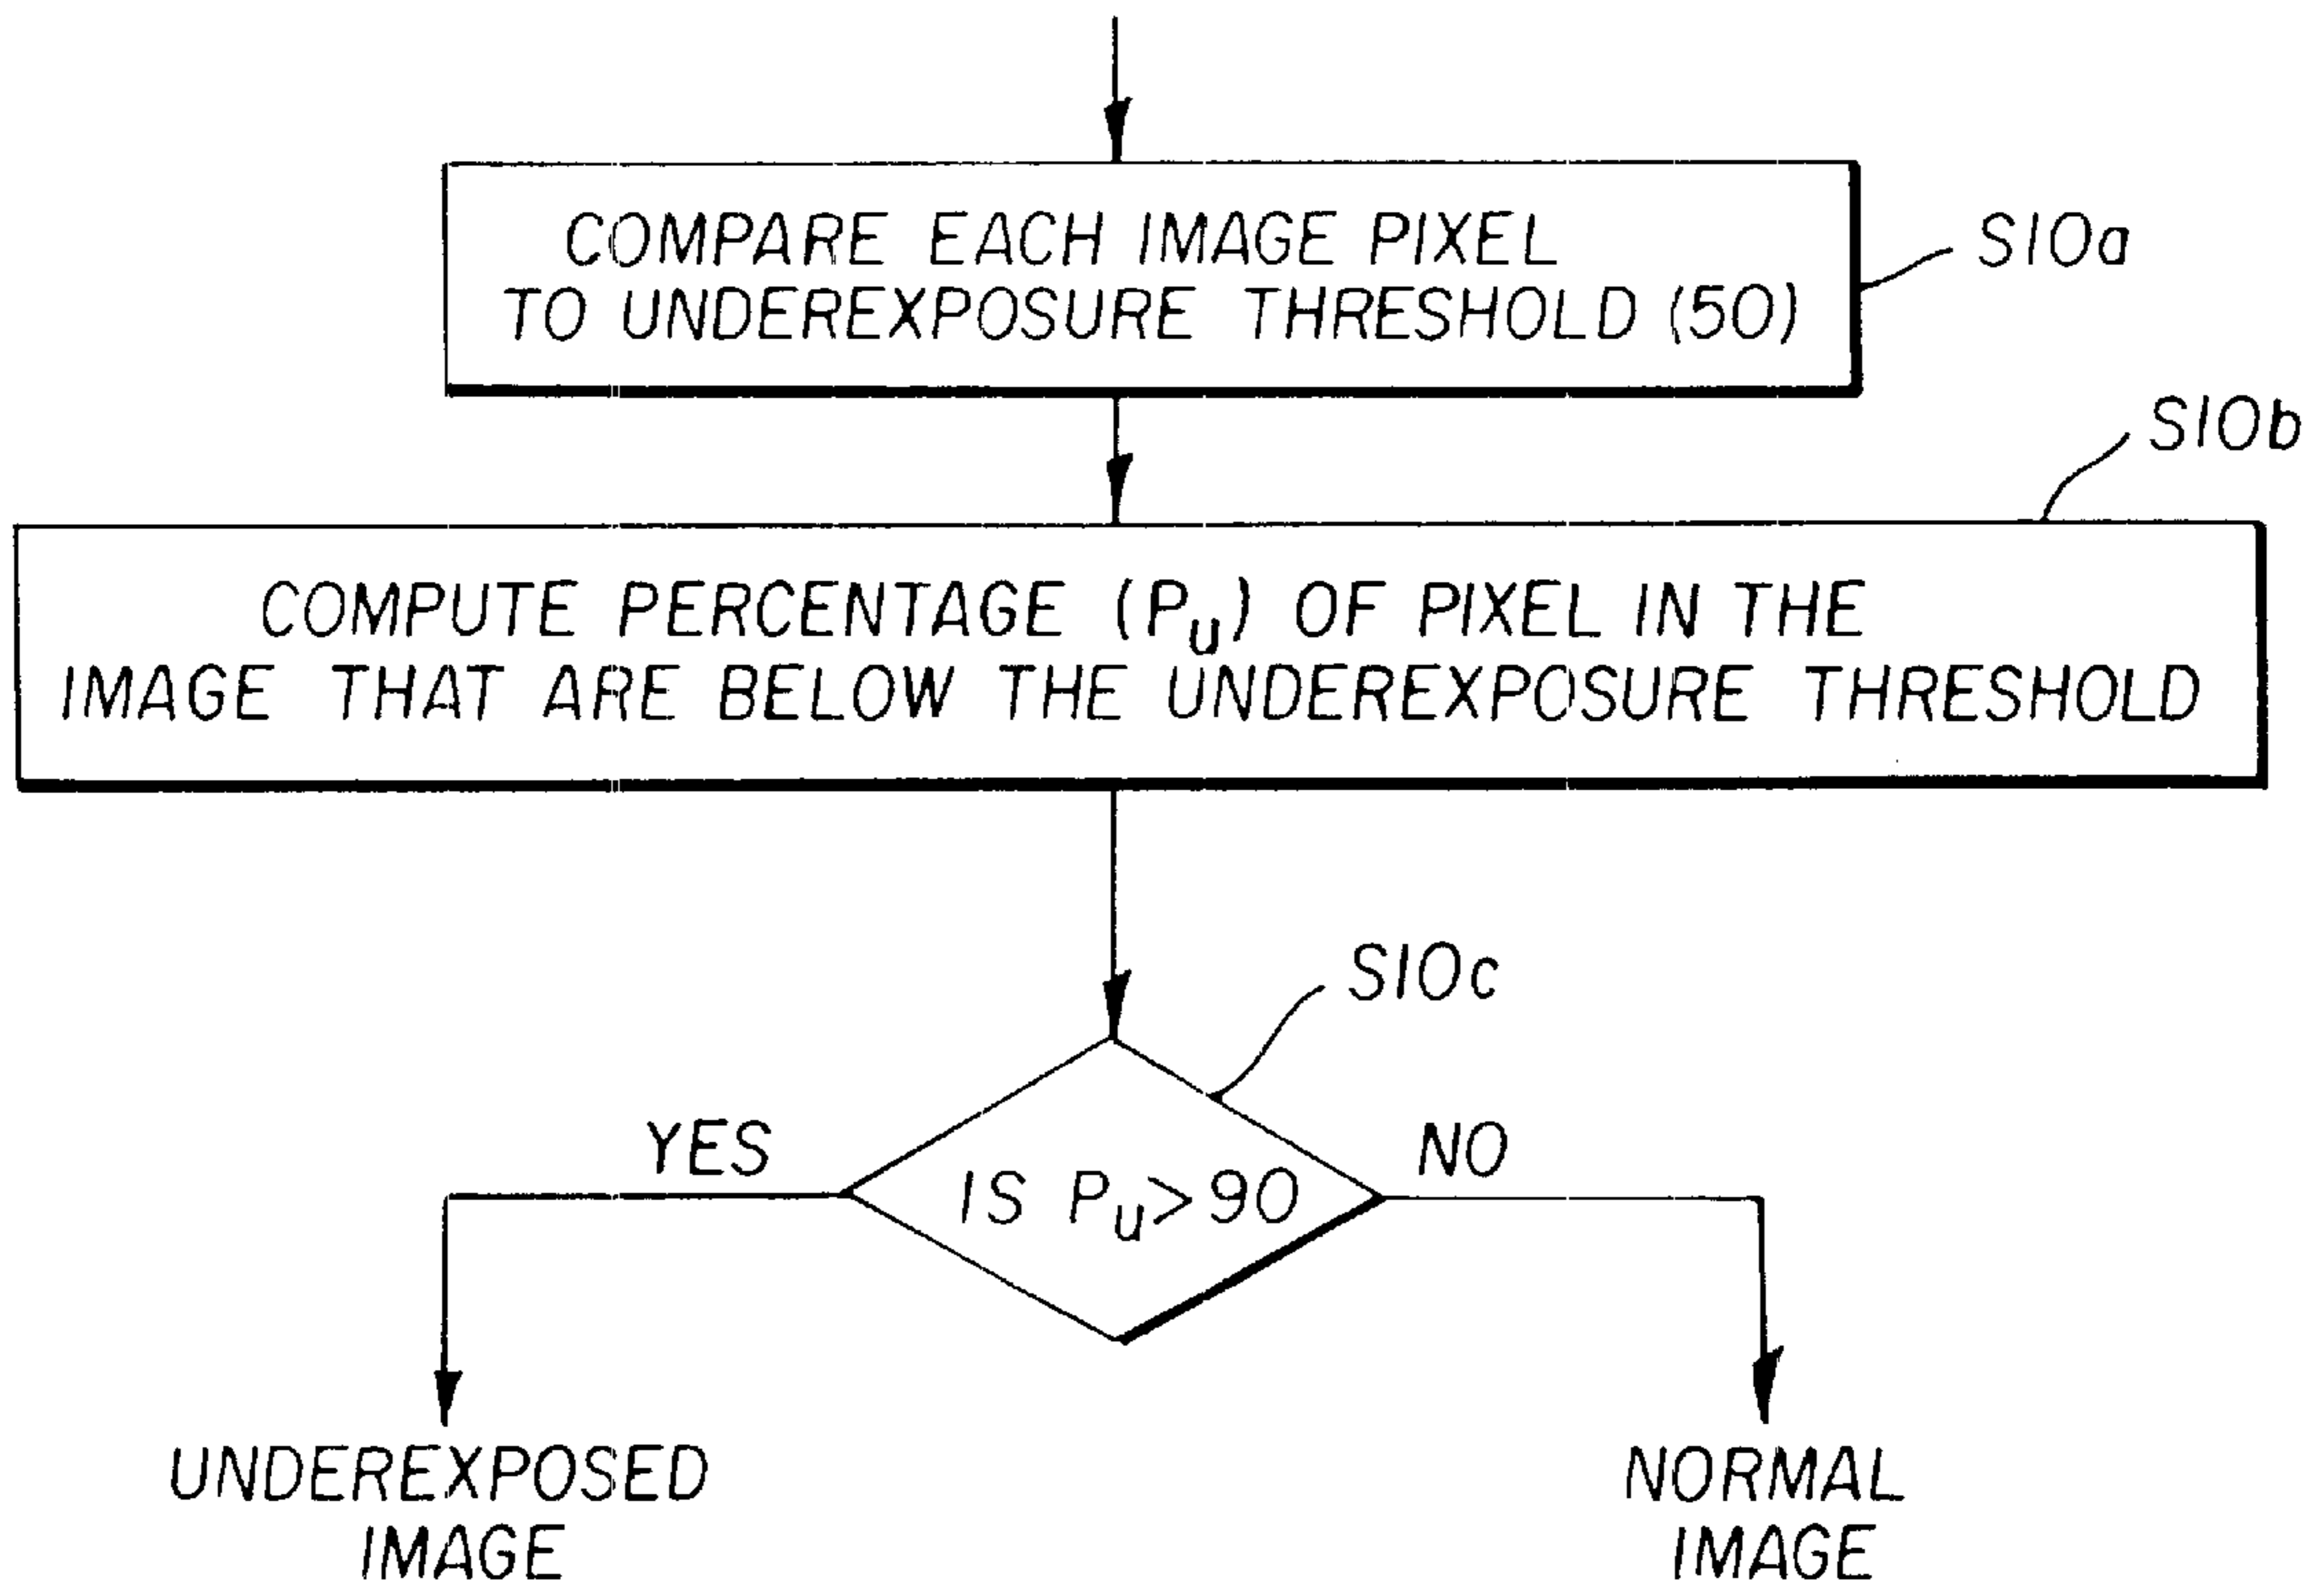 COMPARE EACH IMAGE PIXEL
TO UNDEREXPOSURE THRESHOLD (50)
S10a
S10b
COMPUTE PERCENTAGE (Pu) OF PIXEL IN THE
IMAGE THAT ARE BELOW THE UNDEREXPOSURE THRESHOLD
S10c
YES
IS Pu>90
NO
UNDEREXPOSED
IMAGE
NORMAL
IMAGE